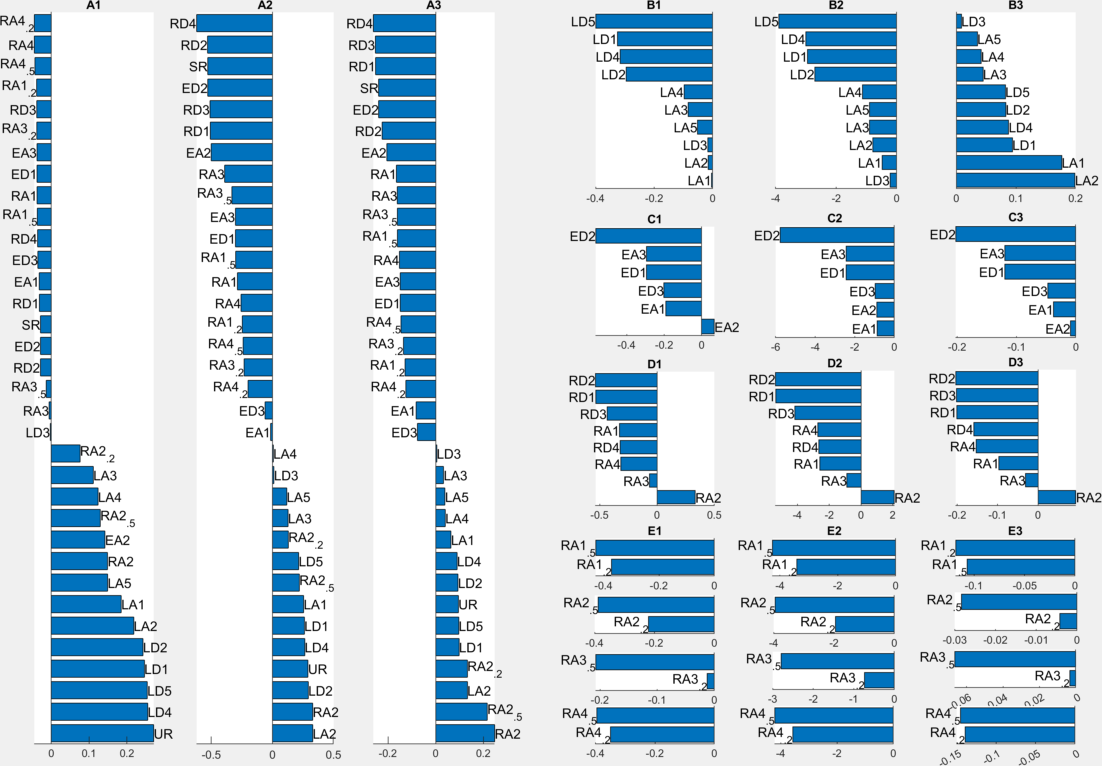 A1
RA4.2
RA4
RA4.5
RA1.2
RD3
RA3.2
EA3
ED1
RA1
RA1.5
RD4
ED3
EA1
RD1
SR
ED2
RD2
RA3.5
RA3
LD3
RA2.2
LA3
LA4
RA2.5
EA2
RA2
LA5
LA1
LA2
LD2
LD1
LD5
LD4
UR
0 0.1 0.2
A2
RD4
RD2
SR
ED2
RD3
RD1
EA2
RA3
RA3.5
EA3
ED1
RA1.5
RA1
RA4
RA1.2
RA4.5
RA3.2
RA4.2
ED3
EA1
LA4
LD3
LA5
LA3
RA2.2
LD5
RA2.5
LA1
LD1
LD4
UR
LD2
RA2
LA2
-0.5 0 0.5
A3
RD4
RD3
RD1
SR
ED2
RD2
EA2
RA1
RA3
RA3.5
RA1.5
RA4
EA3
ED1
RA4.5
RA3.2
RA1.2
RA4.2
EA1
ED3
LD3
LA3
LA5
LA4
LA1
LD4
LD2
UR
LD5
LD1
RA2.2
LA2
RA2.5
RA2
-0.2 0 0.2
B1
LD5
LD1
LD4
LD2
LA4
LA3
LA5
LD3
LA2
LA1
-0.4 -0.2 0
B2
LD5
LD4
LD1
LD2
LA4
LA5
LA3
LA2
LA1
LD3
-4 -2 0
B3
LD3
LA5
LA4
LA3
LD5
LD2
LD4
LD1
LA1
LA2
0 0.1 0.2
C1
ED2
EA3
ED1
ED3
EA1
EA2
-0.4 -0.2 0
C2
ED2
EA3
ED1
ED3
EA2
EA1
-6 -4 -2 0
C3
ED2
EA3
ED1
ED3
EA1
EA2
-0.2 -0.1 0
D1
RD2
RD1
RD3
RA1
RD4
RA4
RA3
RA2
-0.5 0 0.5
D2
RD2
RD1
RD3
RA4
RD4
RA1
RA3
RA2
-4 -2 0 2
D3
RD2
RD3
RD1
RD4
RA4
RA1
RA3
RA2
-0.2 0
E1
RA1.5
RA1.2
-0.4 -0.2 0
RA2.5
RA2.2
-0.4 -0.2 0
RA3.5
RA3.2
-0.2 -0.1 0
RA4.5
RA4.2
-0.4 -0.2 0
E2
RA1.5
RA1.2
-4 -2 0
RA2.5
RA2.2
-4 -2 0
RA3.5
RA3.2
-3 -2 -1 0
RA4.5
RA4.2
-4 -2 0
E3
RA1.2
RA1.5
-0.1 -0.05 0
RA2.5
RA2.2
-0.03 -0.02 -0.01 0
RA3.5
RA3.2
-0.06 -0.04 -0.02 0
RA4.5
RA4.2
-0.15 -0.1 -0.05 0